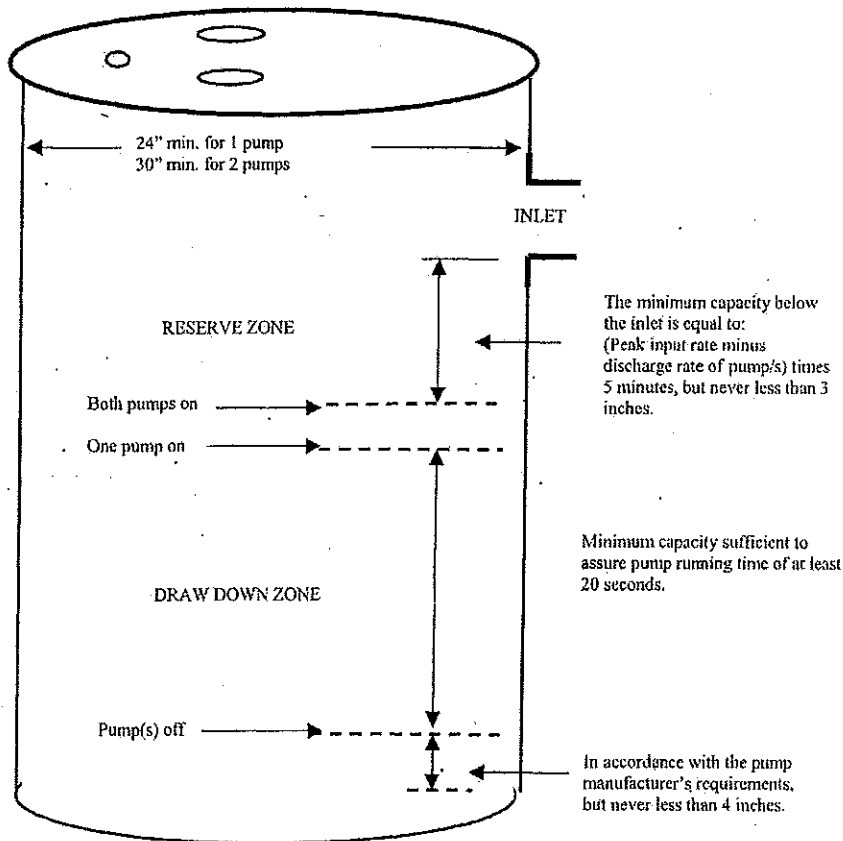 24" min. for 1 pump
30" min. for 2 pumps
INLET
RESERVE ZONE
The minimum capacity below
the inlet is equal to:
(Peak input rate minus
discharge rate of pump/s) times
5 minutes, but never less than 3
inches.
Both pumps on
One pump on
Minimum capacity sufficient to
assure pump running time of at least
20 seconds.
DRAW DOWN ZONE
Pump(s) off
In accordance with the pump
manufacturer's requirements,
but never less than 4 inches.